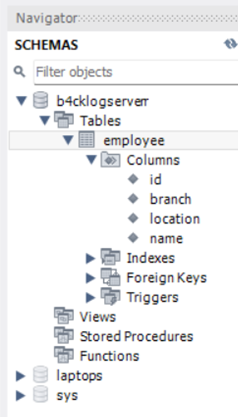 Navigator
SCHEMAS
Filter objects
b4cklogserverr
Tables
employee
Columns
id
branch
location
name
Indexes
Foreign Keys
Triggers
Views
Stored Procedures
Functions
laptops
sys